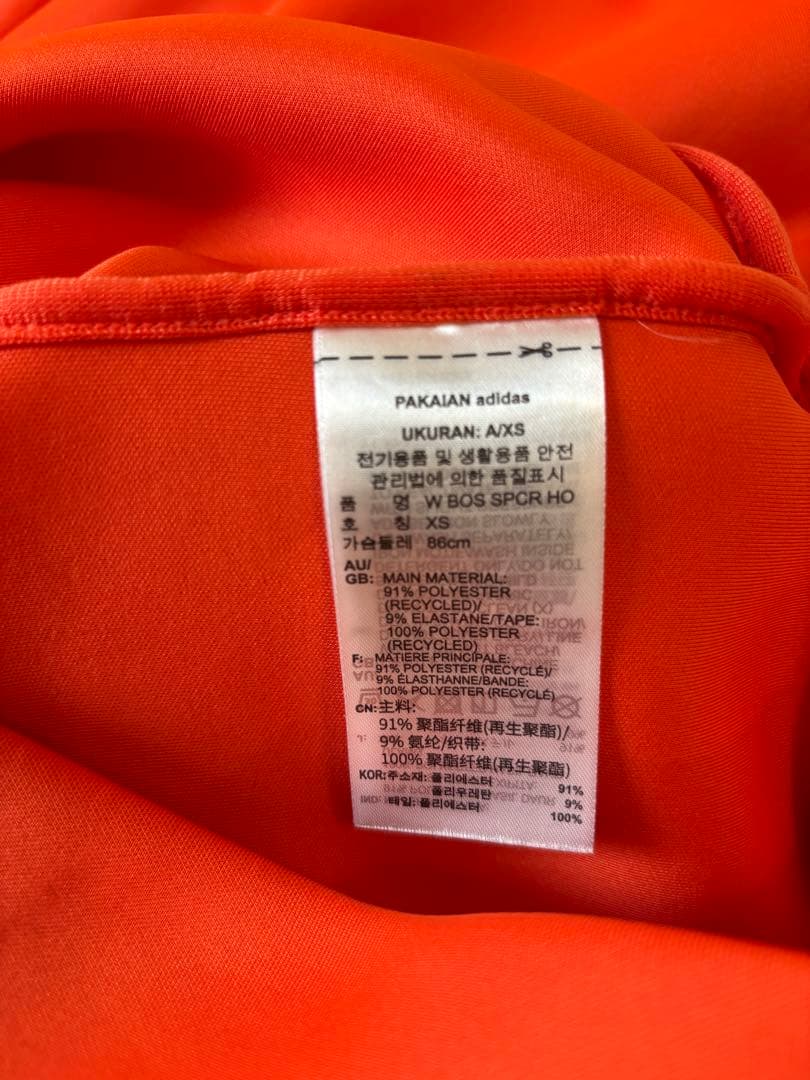 PAKAIAN adidas
UKURAN: A/XS
전기용품 및 생활용품 안전
관리법에 의한 품질표시
품 명 W BOS SPCR HO
호 칭 XS
가슴둘레 86cm
AU/
GB: MAIN MATERIAL:
91% POLYESTER
(RECYCLED)/
9% ELASTANE/TAPE:
100% POLYESTER
(RECYCLED)
F: MATIERE PRINCIPALE:
91% POLYESTER (RECYCLÉ)/
9% ÉLASTHANNE/BANDE:
100% POLYESTER (RECYCLÉ)
CN:主料:
91% 聚酯纤维(再生聚酯)/
9% 氨纶/织带:
100% 聚酯纤维(再生聚酯)
KOR:주소재: 폴리에스터 91%
폴리우레탄 9%
테잎: 폴리에스터 100%